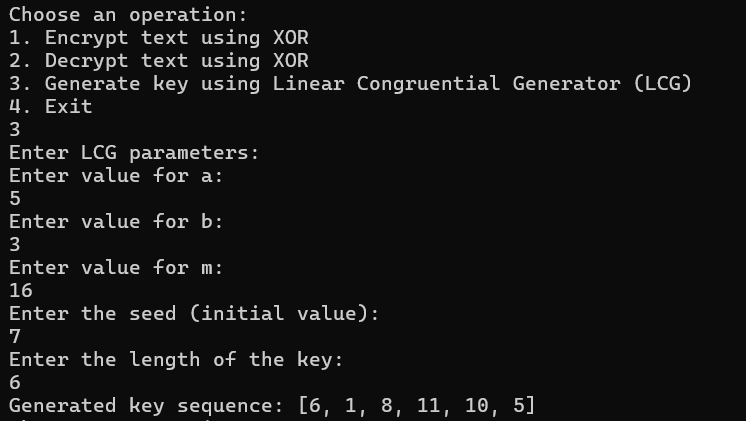 Choose an operation:
1. Encrypt text using XOR
2. Decrypt text using XOR
3. Generate key using Linear Congruential Generator (LCG)
4. Exit
3
Enter LCG parameters:
Enter value for a:
5
Enter value for b:
3
Enter value for m:
16
Enter the seed (initial value):
7
Enter the length of the key:
6
Generated key sequence: [6, 1, 8, 11, 10, 5]